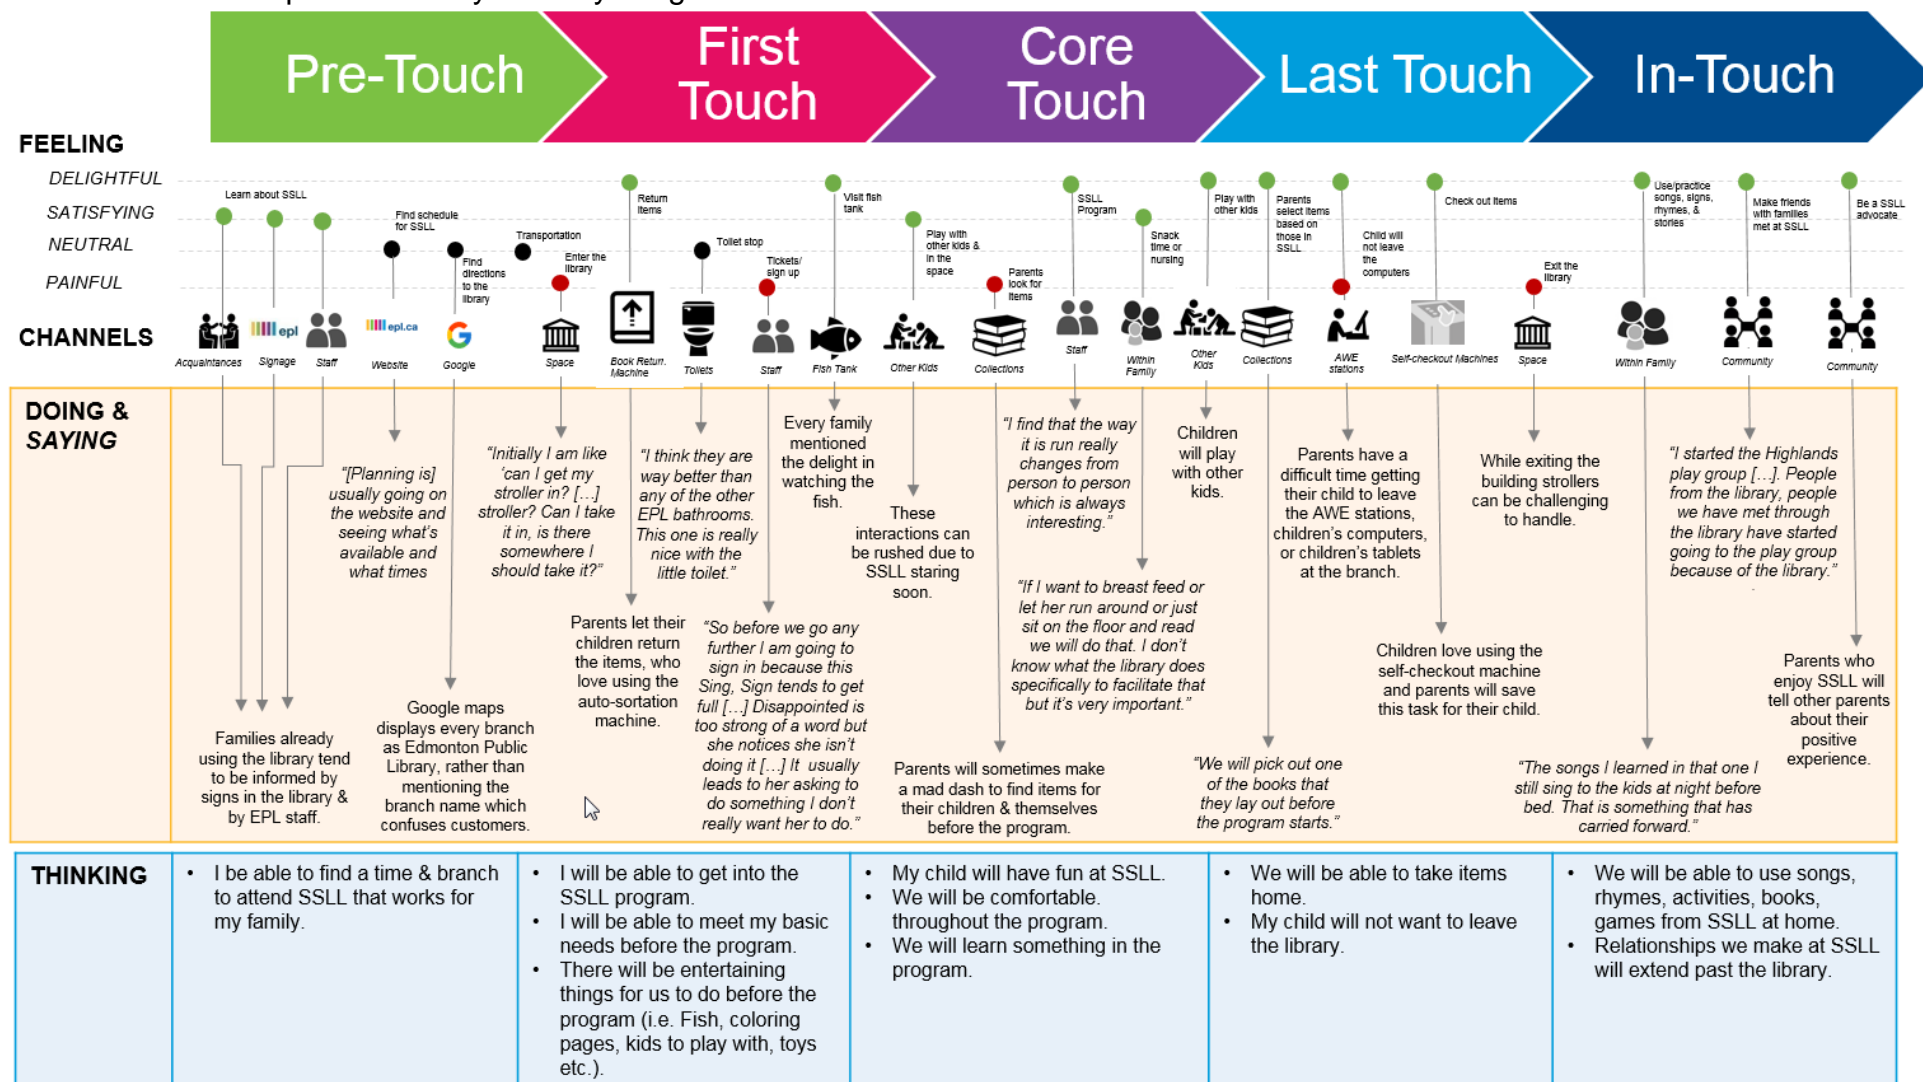 Pre-Touch
First
Touch
Core
Touch
Last Touch
In-Touch
FEELING
DELIGHTFUL
SATISFYING
NEUTRAL
PAINFUL
Learn about SSLL
Find schedule
for SSLL
Find
directions
to the
library
Transportation
Enter the
library
Return
Items
Toilet stop
Tickets/
sign up
Visit fish
tank
Play with
other kids &
in the
space
Parents
look for
Items
SSLL
Program
Snack
time or
nursing
Play with
other kids
Parents
select items
based on
those in
SSLL
Child will
not leave
the
computers
Check out items
Exit the
library
Use/practice
songs, signs,
rhymes, &
stories
Make friends
with families
met at SSLL
Be a SSLL
advocate
CHANNELS
epl
epl.ca
G
Acquaintances
Signage
Staff
Website
Google
Space
Book Return.
Machine
Toilets
Staff
Fish Tank
Other Kids
Collections
Staff
Within
Family
Other
Kids
Collections
AWE
stations
Self-checkout Machines
Space
Within Family
Community
Community
DOING &
SAYING
Families already
using the library tend
to be informed by
signs in the library &
by EPL staff.
"[Planning is]
usually going on
the website and
seeing what's
available and
what times
Google maps
displays every branch
as Edmonton Public
Library, rather than
mentioning the
branch name which
confuses customers.
"Initially I am like
'can I get my
stroller in? […]
stroller? Can I take
it in, is there
somewhere I
should take it?"
Parents let their
children return
the items, who
love using the
auto-sortation
machine.
"I think they are
way better than
any of the other
EPL bathrooms.
This one is really
nice with the
little toilet."
"So before we go any
further I am going to
sign in because this
Sing, Sign tends to get
full […] Disappointed is
too strong of a word but
she notices she isn't
doing it […] It usually
leads to her asking to
do something I don't
really want her to do."
Every family
mentioned
the delight in
watching the
fish.
These
interactions can
be rushed due to
SSLL staring
soon.
Parents will sometimes make
a mad dash to find items for
their children & themselves
before the program.
"I find that the way
it is run really
changes from
person to person
which is always
interesting."
"If I want to breast feed or
let her run around or just
sit on the floor and read
we will do that. I don't
know what the library does
specifically to facilitate that
but it's very important."
Children
will play
with other
kids.
"We will pick out one
of the books that
they lay out before
the program starts."
Parents have a
difficult time getting
their child to leave
the AWE stations,
children's computers,
or children's tablets
at the branch.
Children love using the
self-checkout machine
and parents will save
this task for their child.
While exiting the
building strollers
can be challenging
to handle.
"The songs I learned in that one I
still sing to the kids at night before
bed. That is something that has
carried forward."
"I started the Highlands
play group […]. People
from the library, people
we have met through
the library have started
going to the play group
because of the library."
.
Parents who
enjoy SSLL will
tell other parents
about their
positive
experience.
THINKING
• I be able to find a time & branch
to attend SSLL that works for
my family.
• I will be able to get into the
SSLL program.
• I will be able to meet my basic
needs before the program.
• There will be entertaining
things for us to do before the
program (i.e. Fish, coloring
pages, kids to play with, toys
etc.).
• My child will have fun at SSLL.
• We will be comfortable.
throughout the program.
• We will learn something in the
program.
• We will be able to take items
home.
• My child will not want to leave
the library.
• We will be able to use songs,
rhymes, activities, books,
games from SSLL at home.
• Relationships we make at SSLL
will extend past the library.